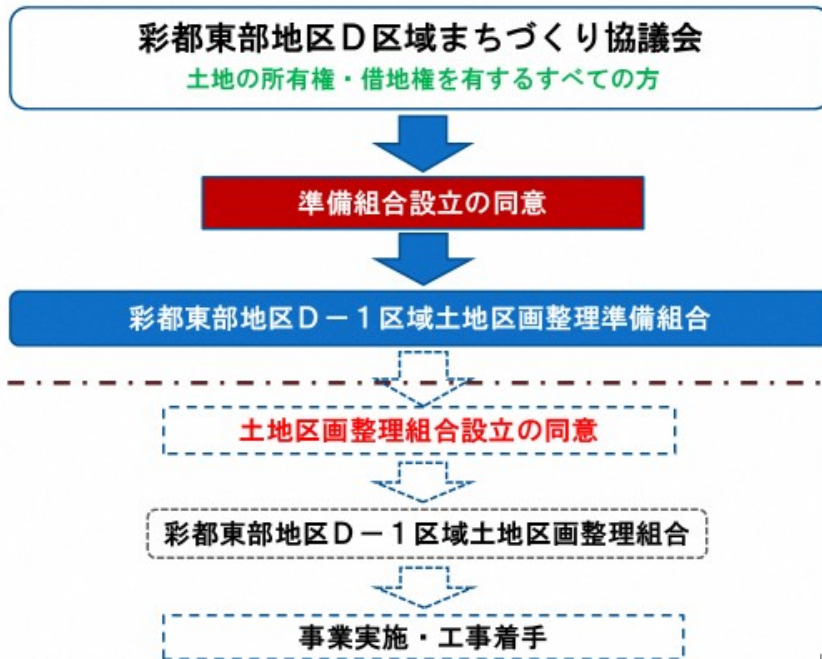 彩都東部地区D区域まちづくり協議会
土地の所有権・借地権を有するすべての方
準備組合設立の同意
彩都東部地区D－1区域土地区画整理準備組合
土地区画整理組合設立の同意
彩都東部地区D－1区域土地区画整理組合
事業実施・工事着手